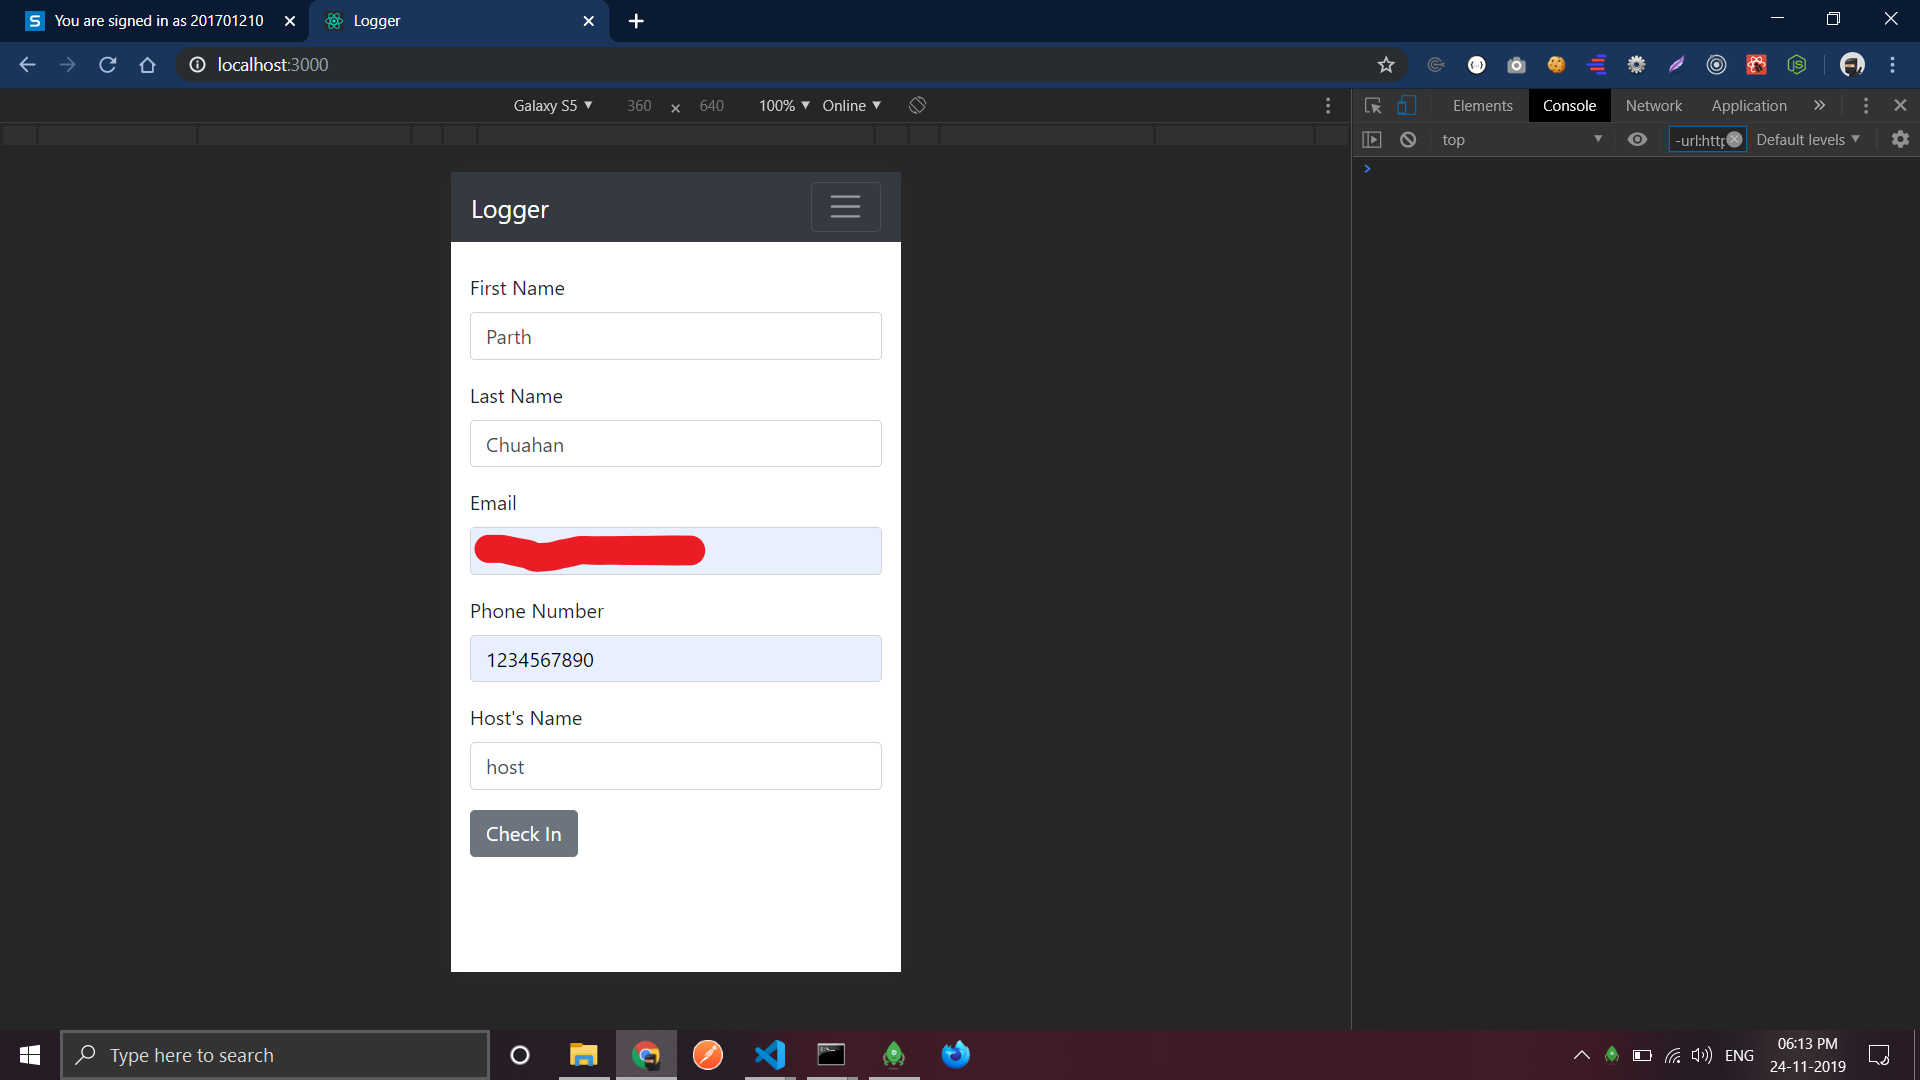 You are signed in as 201701210
Logger
localhost:3000
Galaxy S5 360 × 640 100% Online
Elements Console Network Application
top -url:http Default levels
Logger
First Name
Parth
Last Name
Chuahan
Email
Phone Number
1234567890
Host's Name
host
Check In
Type here to search
ENG
06:13 PM
24-11-2019